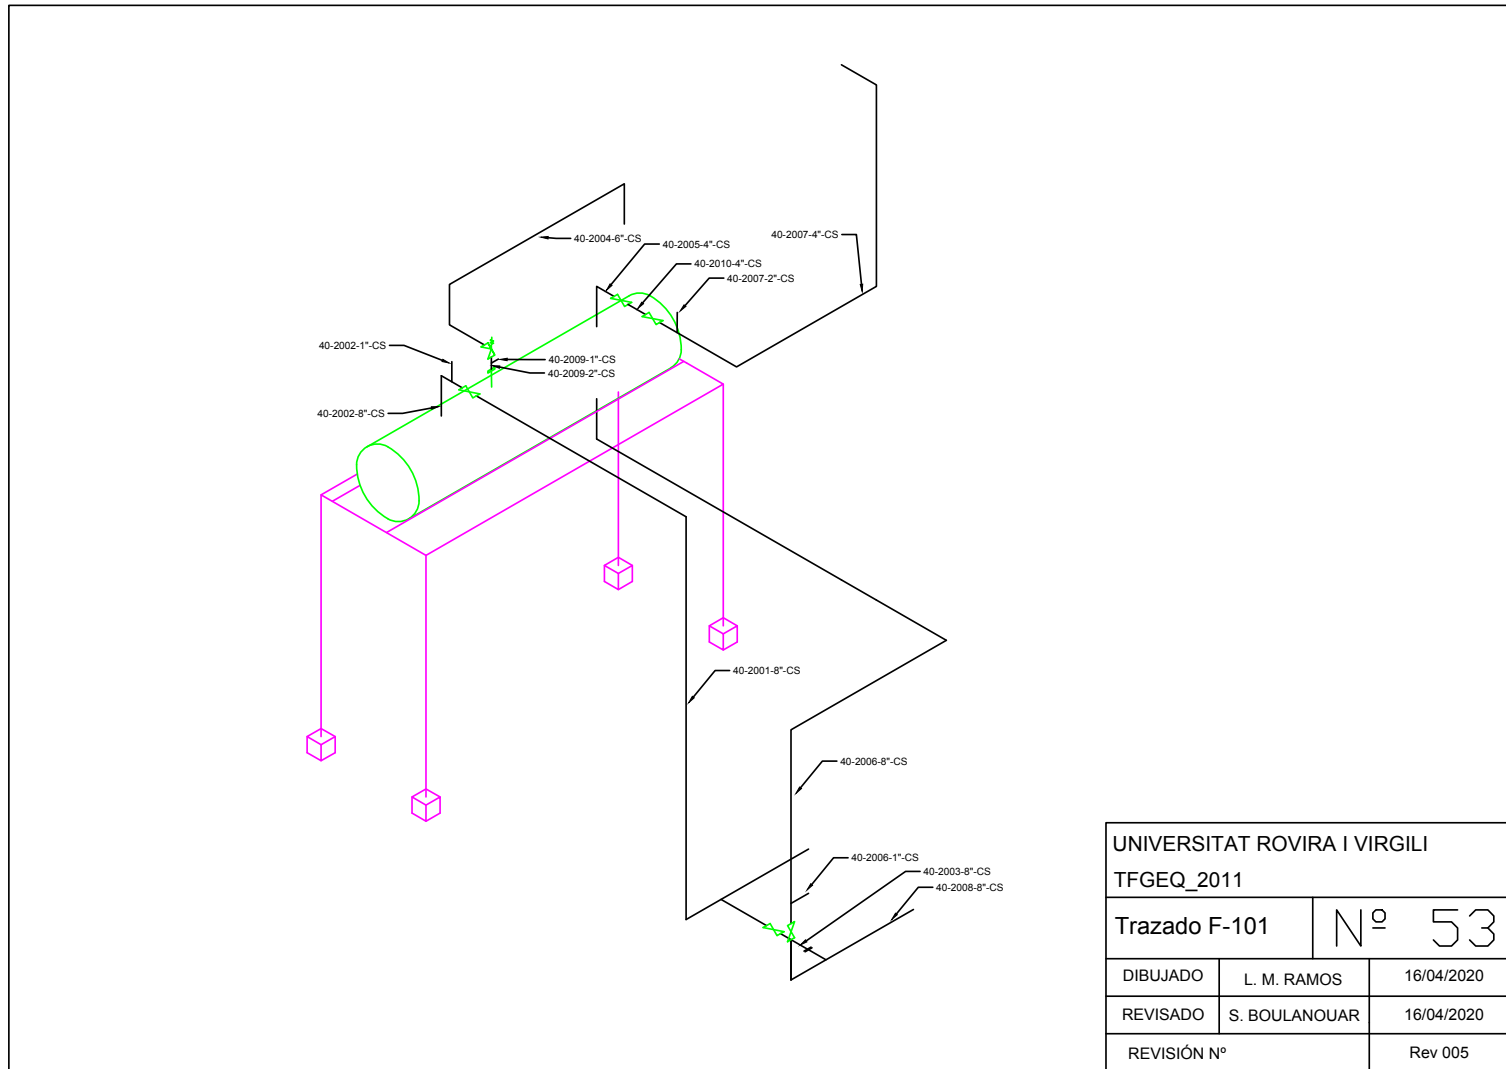 40-2004-6"-CS
40-2005-4"-CS
40-2007-4"-CS
40-2010-4"-CS
40-2007-2"-CS
40-2002-1"-CS
40-2009-1"-CS
40-2009-2"-CS
40-2002-8"-CS
40-2001-8"-CS
40-2006-8"-CS
40-2006-1"-CS
40-2003-8"-CS
40-2008-8"-CS
UNIVERSITAT ROVIRA I VIRGILI
TFGEQ_2011
Trazado F-101 Nº 53
DIBUJADO L. M. RAMOS 16/04/2020
REVISADO S. BOULANOUAR 16/04/2020
REVISIÓN Nº Rev 005